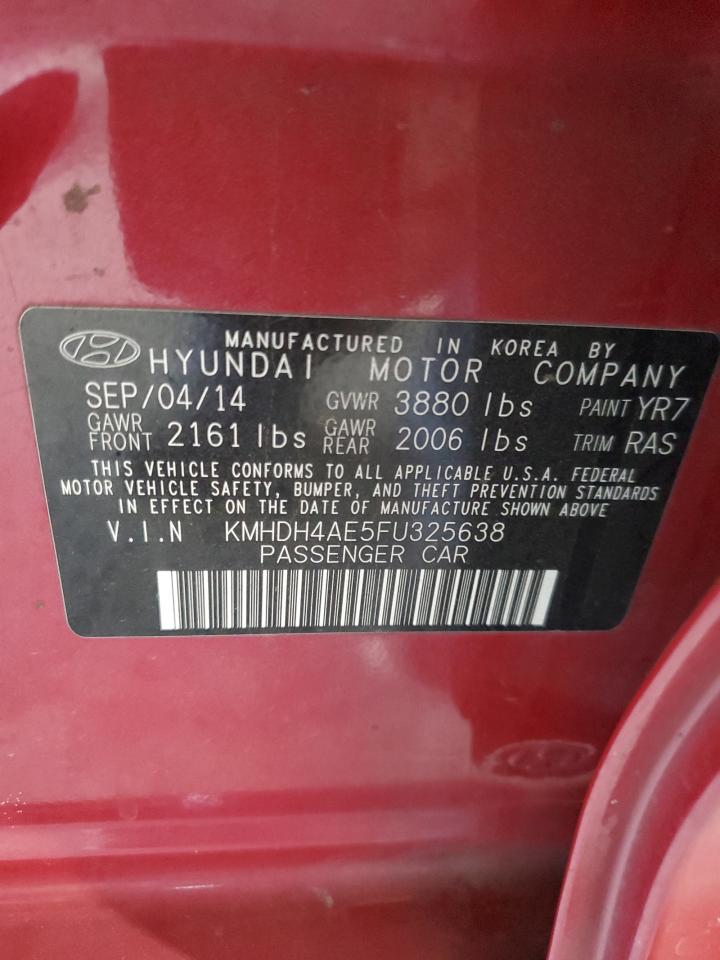 MANUFACTURED IN KOREA BY
HYUNDAI MOTOR COMPANY
SEP/04/14 GVWR 3880 lbs PAINT YR7
GAWR FRONT 2161 lbs GAWR REAR 2006 lbs TRIM RAS
THIS VEHICLE CONFORMS TO ALL APPLICABLE U.S.A. FEDERAL
MOTOR VEHICLE SAFETY, BUMPER, AND THEFT PREVENTION STANDARDS
IN EFFECT ON THE DATE OF MANUFACTURE SHOWN ABOVE
V.I.N KMHDH4AE5FU325638
PASSENGER CAR